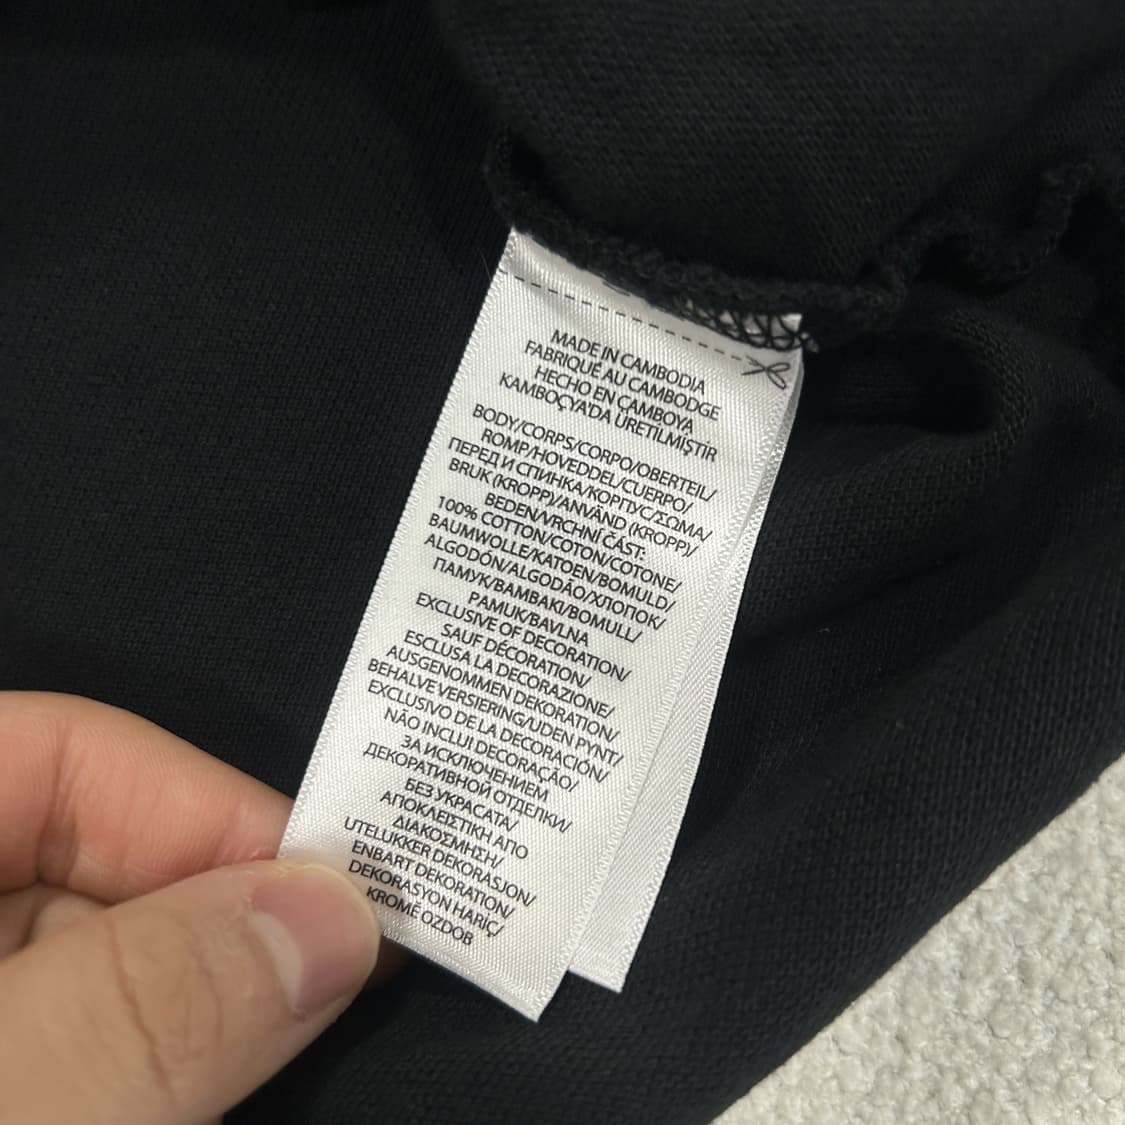 MADE IN CAMBODIA
FABRIQUÉ AU CAMBODGE
HECHO EN CAMBOYA
KAMBOÇYA'DA ÜRETILMIŞTIR
BODY/CORPS/CORPO/OBERTEIL/
ROMP/HOVEDDEL/CUERPO/
ПЕРЕД И СПИНКА/КОРПУС/ΣΩΜΑ/
BRUK (KROPP)/ANVÄND (KROPP)/
BEDEN/VRCHNÍ ČÁST:
100% COTTON/COTON/COTONE/
BAUMWOLLE/KATOEN/BOMULD/
ALGODÓN/ALGODÃO/ХЛОПОК/
ПАМУК/ΒΑΜΒΑΚΙ/BOMULL/
PAMUK/BAVLNA
EXCLUSIVE OF DECORATION/
SAUF DÉCORATION/
ESCLUSA LA DECORAZIONE/
AUSGENOMMEN DEKORATION/
BEHALVE VERSIERING/UDEN PYNT/
EXCLUSIVO DE LA DECORACIÓN/
NÃO INCLUI DECORAÇÃO/
ЗА ИСКЛЮЧЕНИЕМ
ДЕКОРАТИВНОЙ ОТДЕЛКИ/
БЕЗ УКРАСАТА/
ΑΠΟΚΛΕΙΣΤΙΚΗ ΑΠΟ
ΔΙΑΚΟΣΜΗΣΗ/
UTELUKKER DEKORASJON/
ENBART DEKORATION/
DEKORASYON HARIÇ/
KROMĚ OZDOB